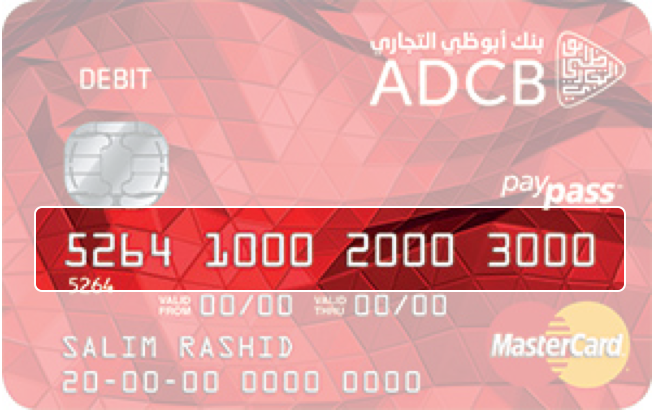 بنك أبوظبي التجاري
DEBIT
ADCB
paypass™
5264 1000 2000 3000
5264
VALID FROM 00/00 VALID THRU 00/00
SALIM RASHID
MasterCard
20-00-00 0000 0000